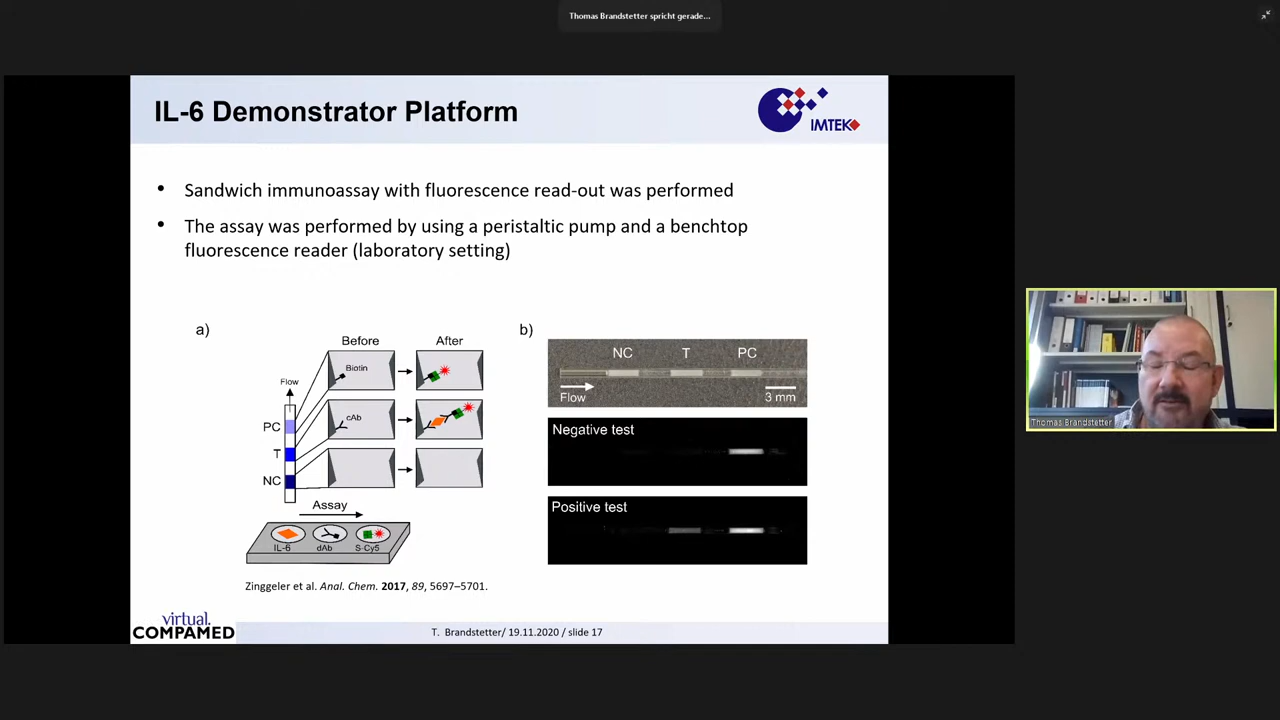 Thomas Brandstetter spricht gerade...
IL-6 Demonstrator Platform
IMTEK
• Sandwich immunoassay with fluorescence read-out was performed
• The assay was performed by using a peristaltic pump and a benchtop
fluorescence reader (laboratory setting)
a)
Before
After
Flow
PC
T
NC
Biotin
cAb
Assay
IL-6
dAb
S-Cy5
Zinggeler et al. Anal. Chem. 2017, 89, 5697–5701.
b)
NC
T
PC
Flow
3 mm
Negative test
Positive test
Thomas Brandstetter
virtual.
COMPAMED
T. Brandstetter/ 19.11.2020 / slide 17